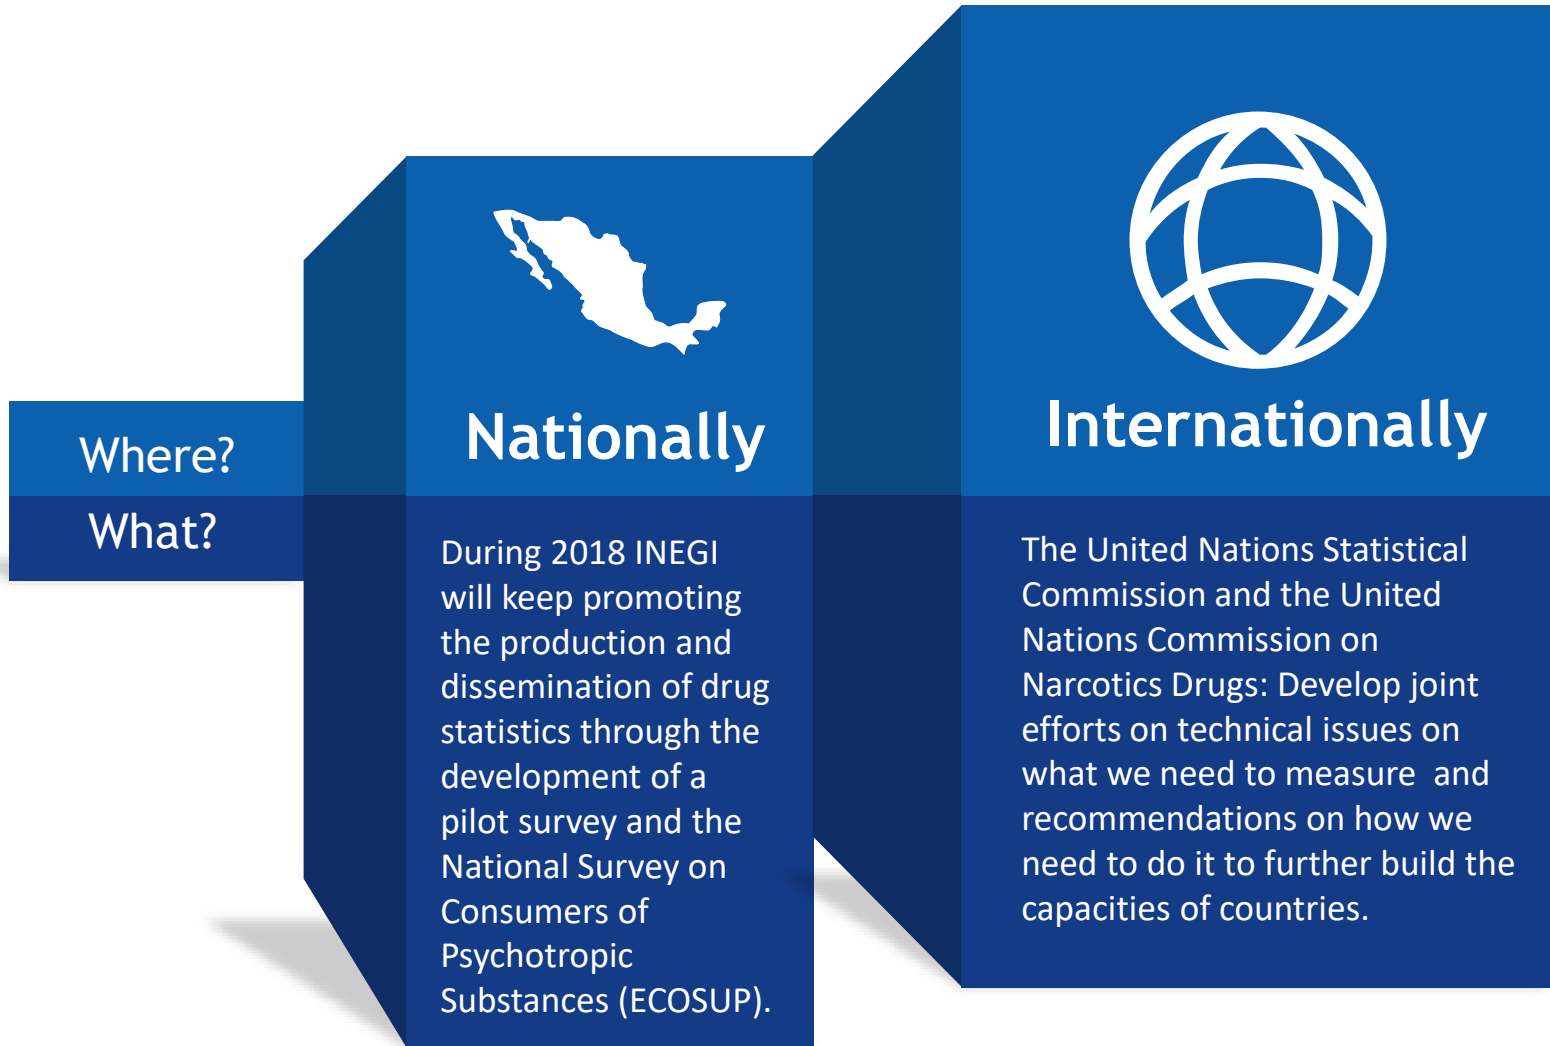 Where?
What?
Nationally
During 2018 INEGI
will keep promoting
the production and
dissemination of drug
statistics through the
development of a
pilot survey and the
National Survey on
Consumers of
Psychotropic
Substances (ECOSUP).
Internationally
The United Nations Statistical
Commission and the United
Nations Commission on
Narcotics Drugs: Develop joint
efforts on technical issues on
what we need to measure  and
recommendations on how we
need to do it to further build the
capacities of countries.